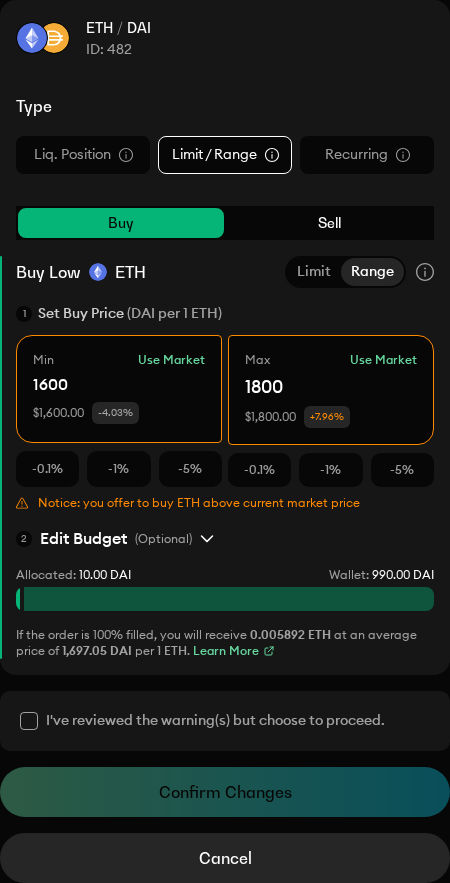 ETH / DAI
ID: 482
Type
Liq. Position
Limit / Range
Recurring
Buy
Sell
Buy Low ETH
Limit
Range
1 Set Buy Price (DAI per 1 ETH)
Min Use Market
1600
$1,600.00 -4.03%
Max Use Market
1800
$1,800.00 +7.96%
-0.1% -1% -5% -0.1% -1% -5%
Notice: you offer to buy ETH above current market price
2 Edit Budget (Optional)
Allocated: 10.00 DAI Wallet: 990.00 DAI
If the order is 100% filled, you will receive 0.005892 ETH at an average
price of 1,697.05 DAI per 1 ETH. Learn More
I've reviewed the warning(s) but choose to proceed.
Confirm Changes
Cancel